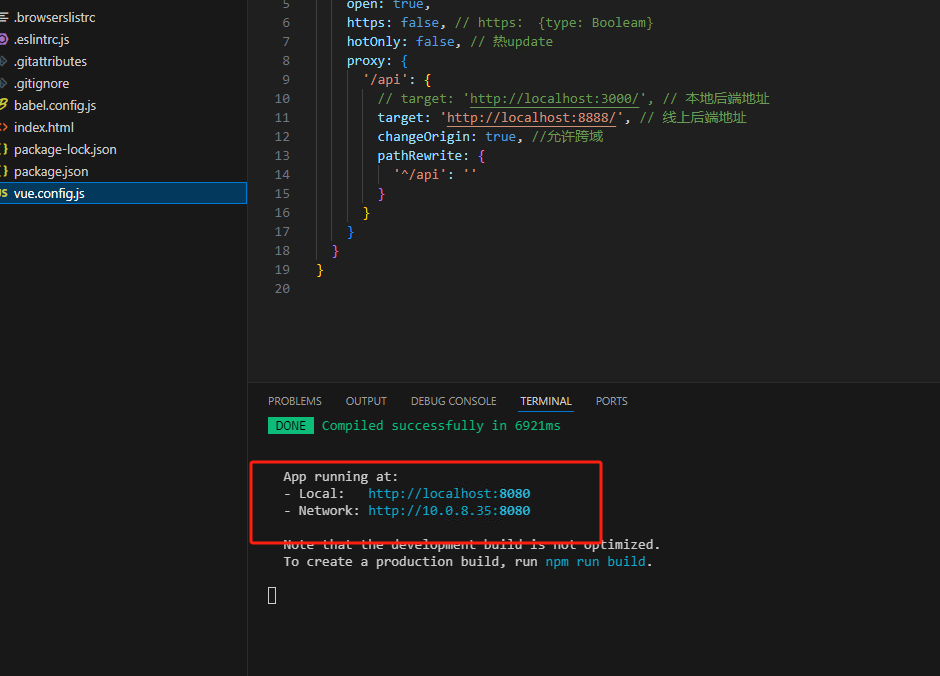 .browserslistrc
.eslintrc.js
.gitattributes
.gitignore
babel.config.js
index.html
package-lock.json
package.json
JS vue.config.js
5 open: true,
6 https: false, // https: {type: Booleam}
7 hotOnly: false, // 热update
8 proxy: {
9 '/api': {
10 // target: 'http://localhost:3000/', // 本地后端地址
11 target: 'http://localhost:8888/', // 线上后端地址
12 changeOrigin: true, //允许跨域
13 pathRewrite: {
14 '^/api': ''
15 }
16 }
17 }
18 }
19 }
20
PROBLEMS OUTPUT DEBUG CONSOLE TERMINAL PORTS
DONE Compiled successfully in 6921ms
App running at:
- Local: http://localhost:8080
- Network: http://10.0.8.35:8080
Note that the development build is not optimized.
To create a production build, run npm run build.